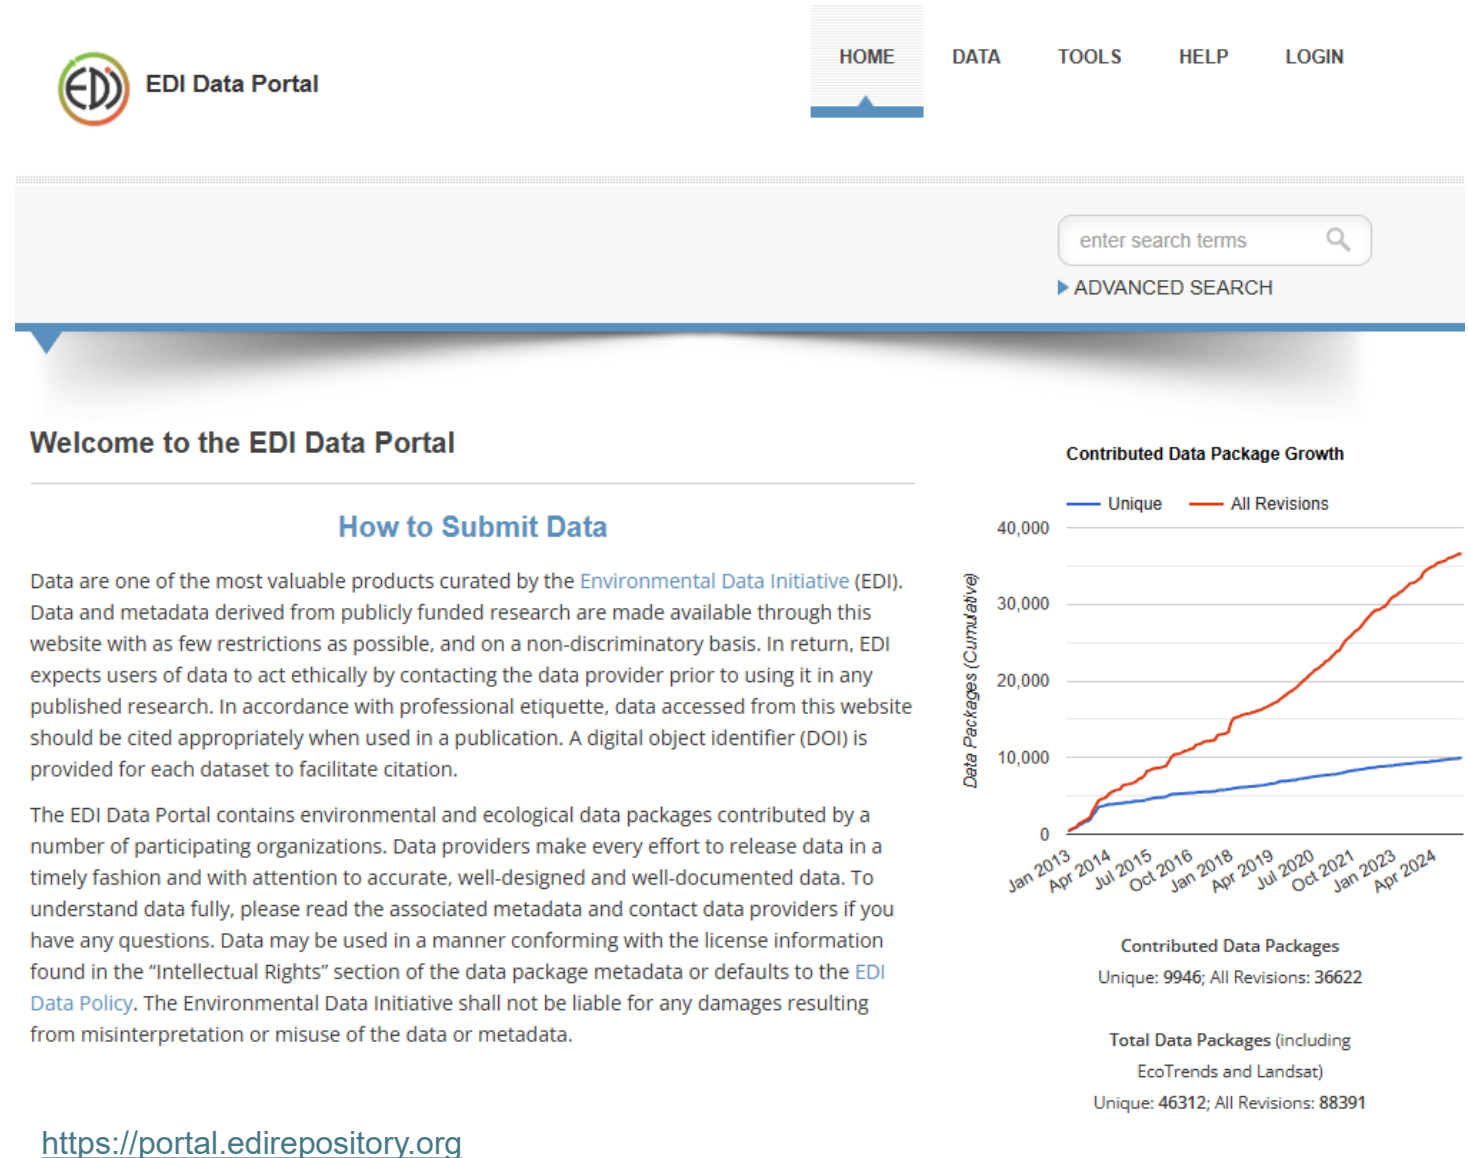 EDI
EDI Data Portal
HOME
DATA
TOOLS
HELP
LOGIN
enter search terms
ADVANCED SEARCH
Welcome to the EDI Data Portal
How to Submit Data
Data are one of the most valuable products curated by the Environmental Data Initiative (EDI).
Data and metadata derived from publicly funded research are made available through this
website with as few restrictions as possible, and on a non-discriminatory basis. In return, EDI
expects users of data to act ethically by contacting the data provider prior to using it in any
published research. In accordance with professional etiquette, data accessed from this website
should be cited appropriately when used in a publication. A digital object identifier (DOI) is
provided for each dataset to facilitate citation.
The EDI Data Portal contains environmental and ecological data packages contributed by a
number of participating organizations. Data providers make every effort to release data in a
timely fashion and with attention to accurate, well-designed and well-documented data. To
understand data fully, please read the associated metadata and contact data providers if you
have any questions. Data may be used in a manner conforming with the license information
found in the “Intellectual Rights” section of the data package metadata or defaults to the EDI
Data Policy. The Environmental Data Initiative shall not be liable for any damages resulting
from misinterpretation or misuse of the data or metadata.
Contributed Data Package Growth
Unique
All Revisions
Data Packages (Cumulative)
40,000
30,000
20,000
10,000
0
Jan 2013
Apr 2014
Jul 2015
Oct 2016
Jan 2018
Apr 2019
Jul 2020
Oct 2021
Jan 2023
Apr 2024
Contributed Data Packages
Unique: 9946; All Revisions: 36622
Total Data Packages (including
EcoTrends and Landsat)
Unique: 46312; All Revisions: 88391
https://portal.edirepository.org